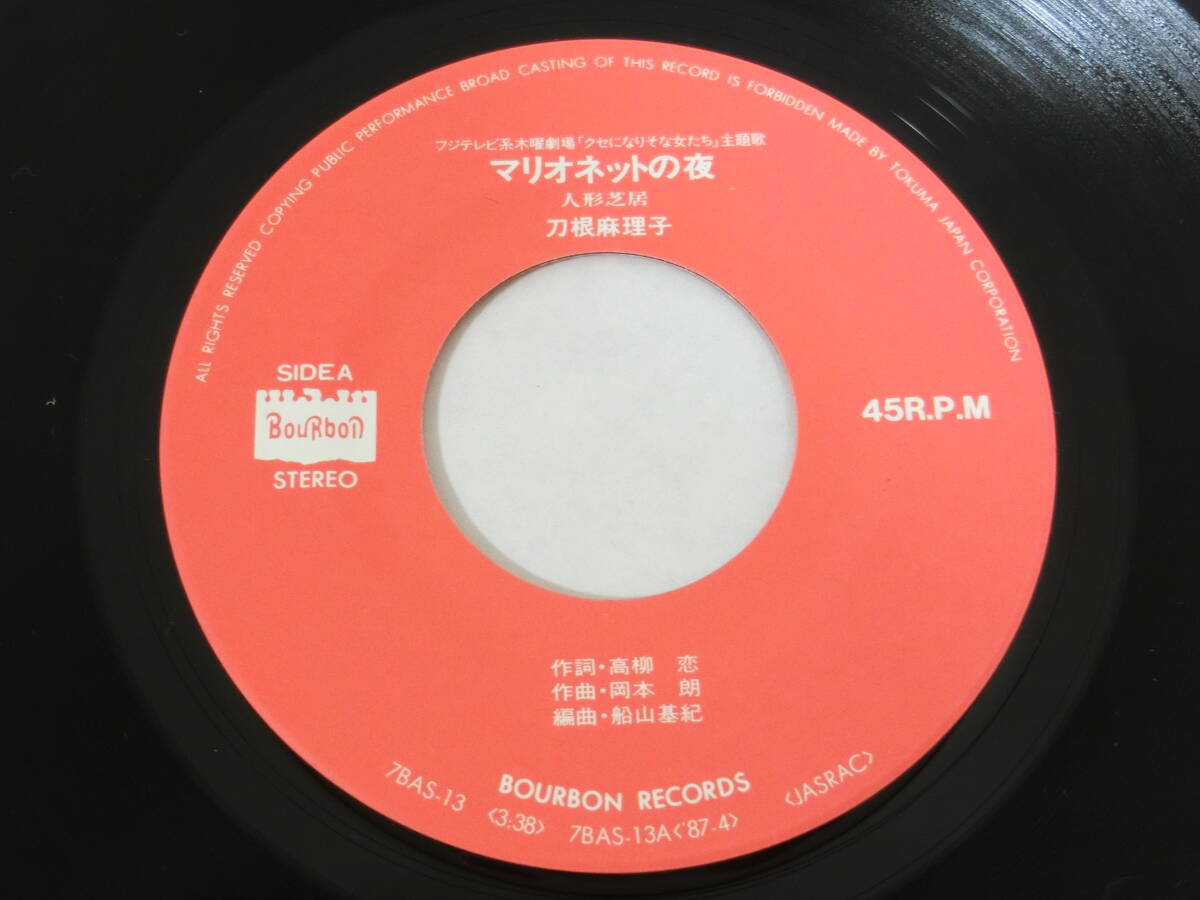 ALL RIGHTS RESERVED COPYING PUBLIC PERFORMANCE BROAD CASTING OF THIS RECORD IS FORBIDDEN MADE BY TOKUMA JAPAN CORPORATION
フジテレビ系木曜劇場「クセになりそな女たち」主題歌
マリオネットの夜
人形芝居
刀根麻理子
SIDE A
BouRboN
STEREO
45R.P.M
作詞・高柳 恋
作曲・岡本 朗
編曲・船山基紀
BOURBON RECORDS
7BAS-13 〈3:38〉 7BAS-13A〈'87-4〉 〈JASRAC〉